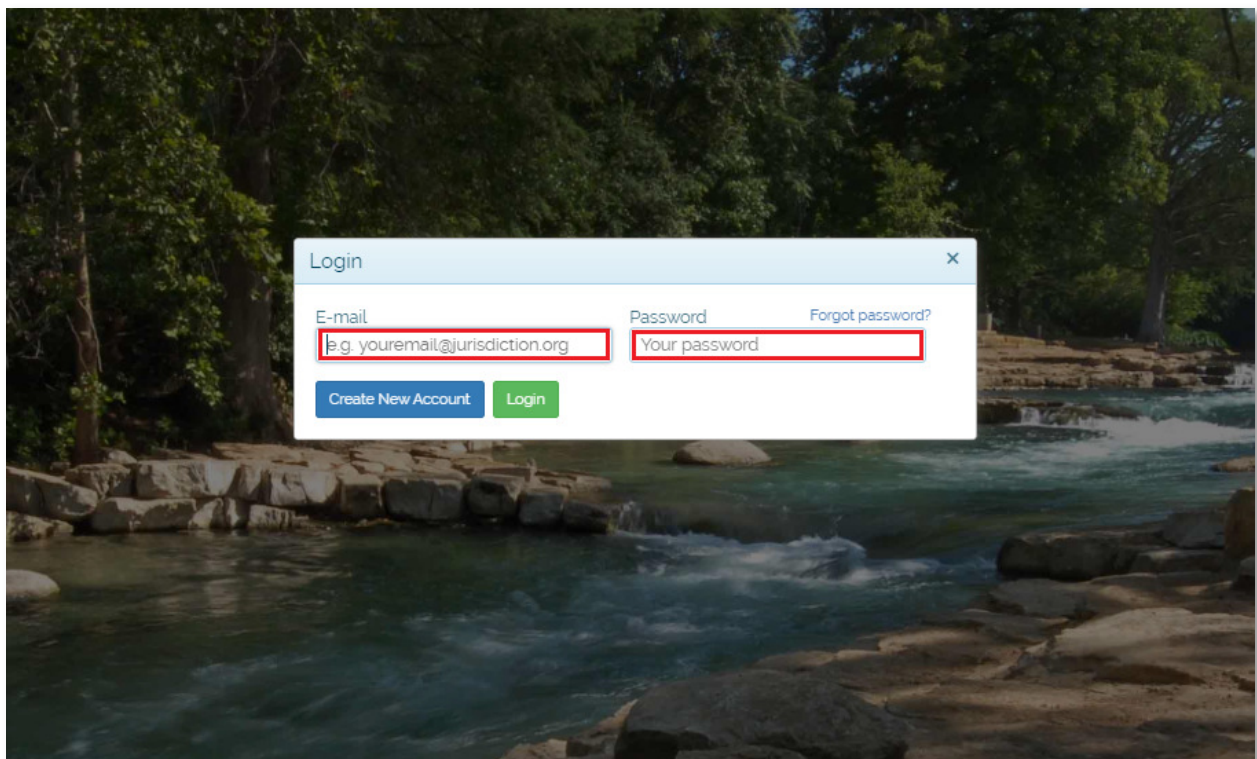 Login ×
E-mail Password Forgot password?
e.g. youremail@jurisdiction.org Your password
Create New Account Login